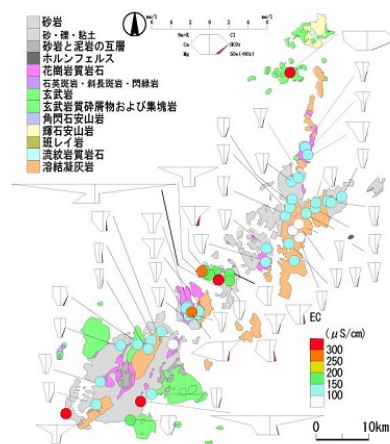 砂岩
砂・礫・粘土
砂岩と泥岩の互層
ホルンフェルス
花崗岩質岩石
石英斑岩・斜長斑岩・閃緑岩
玄武岩
玄武岩質砕屑物および集塊岩
角閃石安山岩
輝石安山岩
斑レイ岩
流紋岩質岩石
溶結凝灰岩
Na+K Cl
Ca HCO3
Mg
EC
(μS/cm)
300
250
200
150
100
0 10km